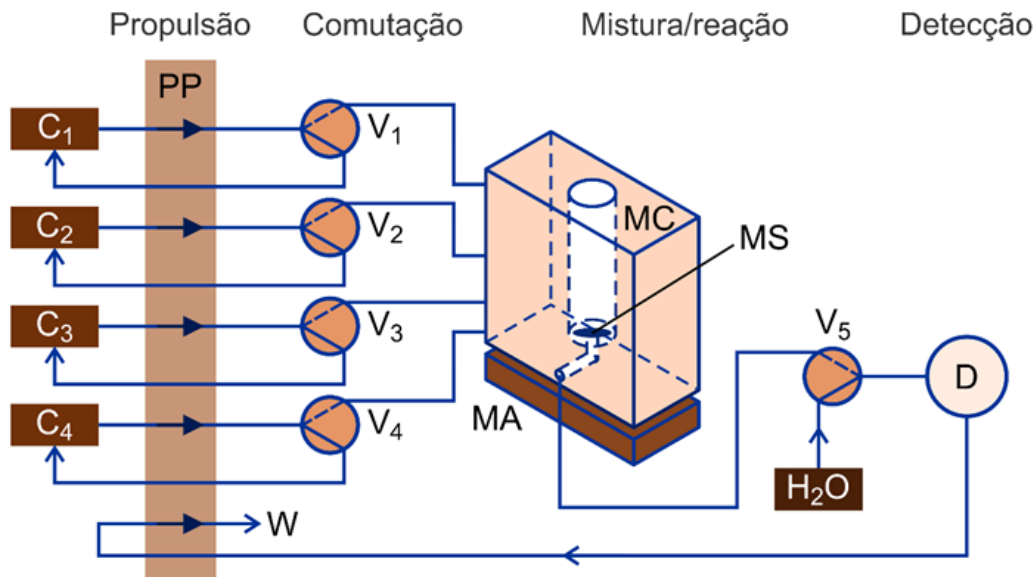 Propulsão Comutação Mistura/reação Detecção
PP
C1 V1
C2 V2
MC
MS
C3 V3
V5
D
C4 V4
MA
H2O
W